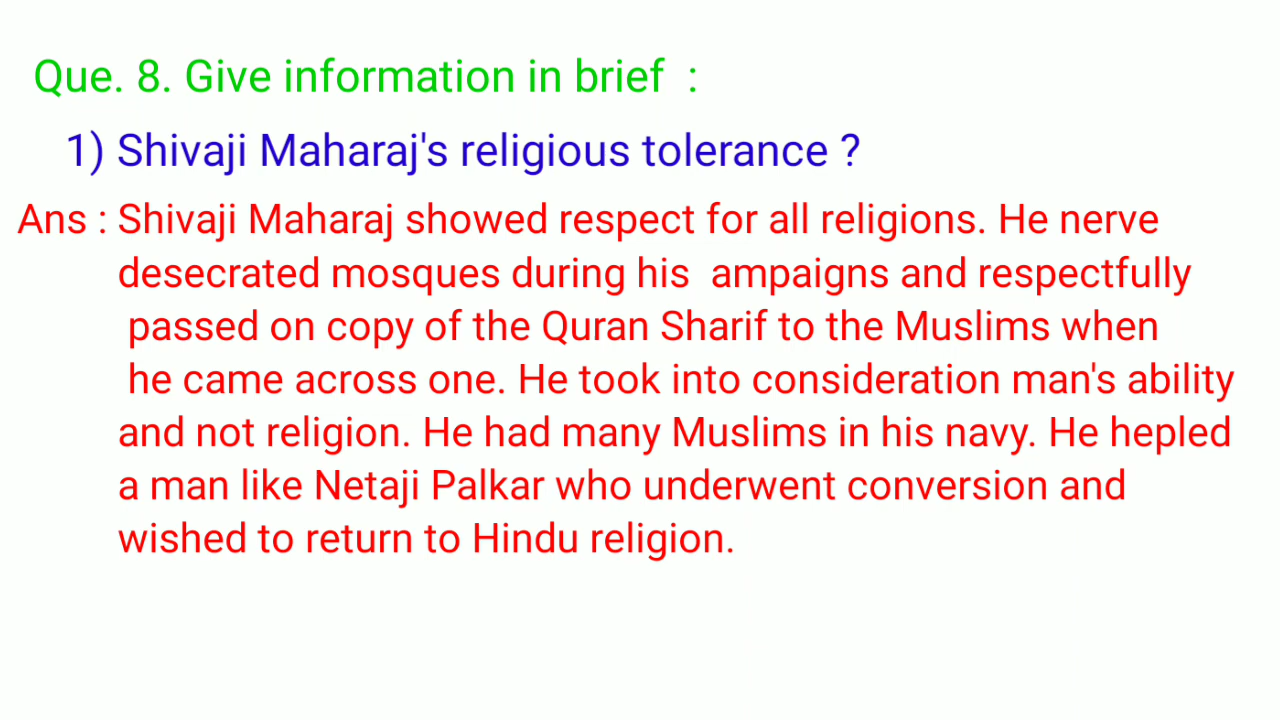 Que. 8. Give information in brief :
1) Shivaji Maharaj's religious tolerance ?
Ans : Shivaji Maharaj showed respect for all religions. He nerve
desecrated mosques during his ampaigns and respectfully
passed on copy of the Quran Sharif to the Muslims when
he came across one. He took into consideration man's ability
and not religion. He had many Muslims in his navy. He hepled
a man like Netaji Palkar who underwent conversion and
wished to return to Hindu religion.